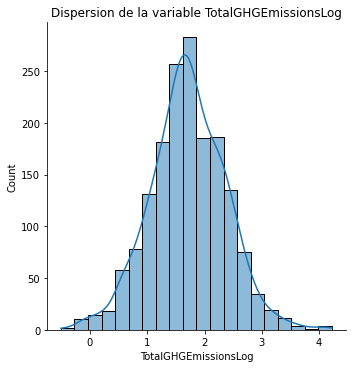 Dispersion de la variable TotalGHGEmissionsLog
250
200
150
100
50
0
Count
0 1 2 3 4
TotalGHGEmissionsLog